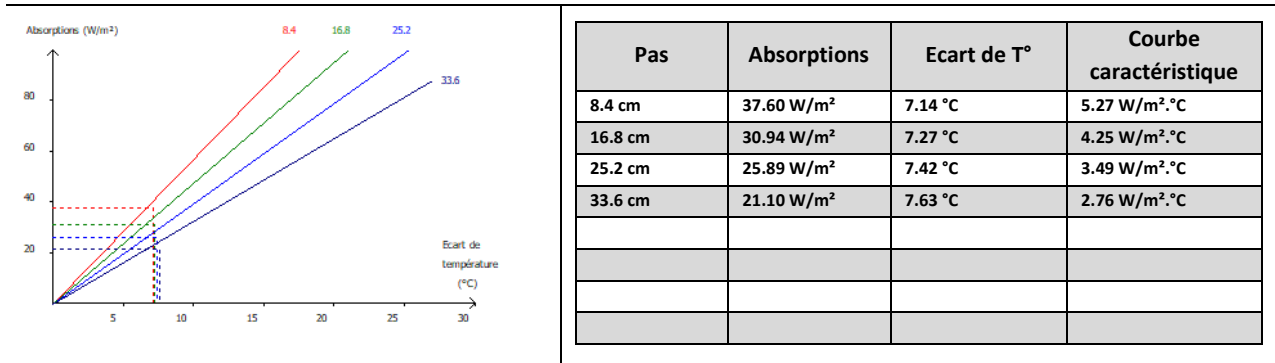 Absorptions (W/m²)
8.4 16.8 25.2
33.6
80
60
40
20
Ecart de
température
(°C)
5 10 15 20 25 30
Pas Absorptions Ecart de T° Courbe caractéristique
8.4 cm 37.60 W/m² 7.14 °C 5.27 W/m².°C
16.8 cm 30.94 W/m² 7.27 °C 4.25 W/m².°C
25.2 cm 25.89 W/m² 7.42 °C 3.49 W/m².°C
33.6 cm 21.10 W/m² 7.63 °C 2.76 W/m².°C